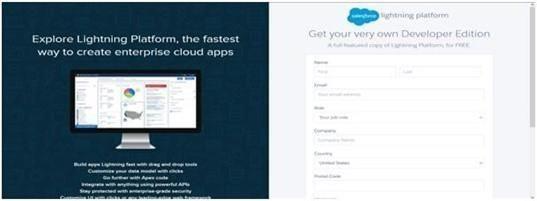 Explore Lightning Platform, the fastest
way to create enterprise cloud apps
Build apps Lightning fast with drag and drop tools
Customize your data model with clicks
Go further with Apex code
Integrate with anything using powerful APIs
Stay protected with enterprise-grade security
Customize UI with clicks or any leading-edge web framework
salesforce lightning platform
Get your very own Developer Edition
A full-featured copy of Lightning Platform, for FREE
Name
First Last
Email
Your email address
Role
Your job role
Company
Company Name
Country
United States
Postal Code